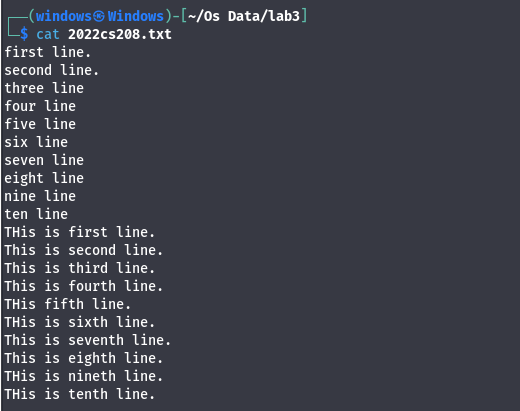 ┌──(windows㉿Windows)-[~/Os Data/lab3]
└─$ cat 2022cs208.txt
first line.
second line.
three line
four line
five line
six line
seven line
eight line
nine line
ten line
THis is first line.
This is second line.
This is third line.
This is fourth line.
THis fifth line.
THis is sixth line.
This is seventh line.
This is eighth line.
THis is nineth line.
THis is tenth line.